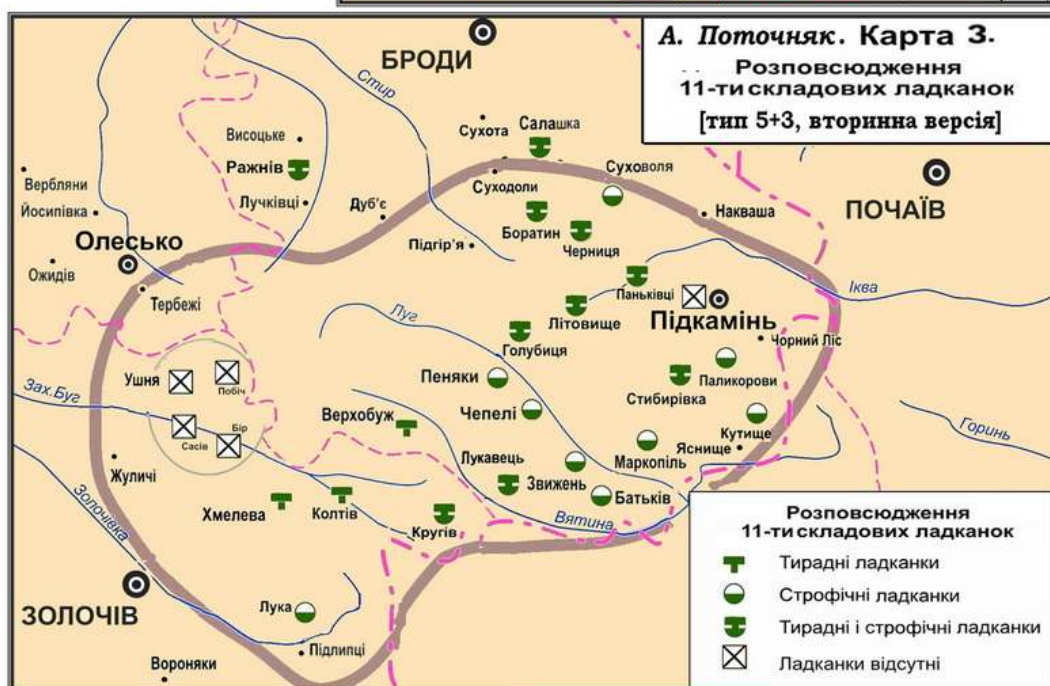 А. Поточняк. Карта 3.
Розповсюдження
11-ти складових ладканок
[тип 5+3, вторинна версія]
БРОДИ
Стир
Сухота
Салашка
Високе
Ражнів
Суховоля
Вербляни
Лучківці
Дуб'є
Суходоли
Боратин
Накваша
ПОЧАЇВ
Йосипівка
Олесько
Підгір'я
Черниця
Ожидів
Тербежі
Паньківці
Іква
Луг
Літовище
Підкамінь
Голубиця
Чорний Ліс
Ушня
Побіч
Пеняки
Паликорови
Зах.Буг
Чепелі
Стибирівка
Верхобуж
Сасів
Бір
Кутище
Горинь
Жуличі
Лукавець
Звижень
Маркопіль
Яснище
Золочівка
Хмелева
Колтів
Батьків
Кругів
Вятина
ЗОЛОЧІВ
Лука
Підлипці
Вороняки
Розповсюдження
11-ти складових ладканок
Тирадні ладканки
Строфічні ладканки
Тирадні і строфічні ладканки
Ладканки відсутні